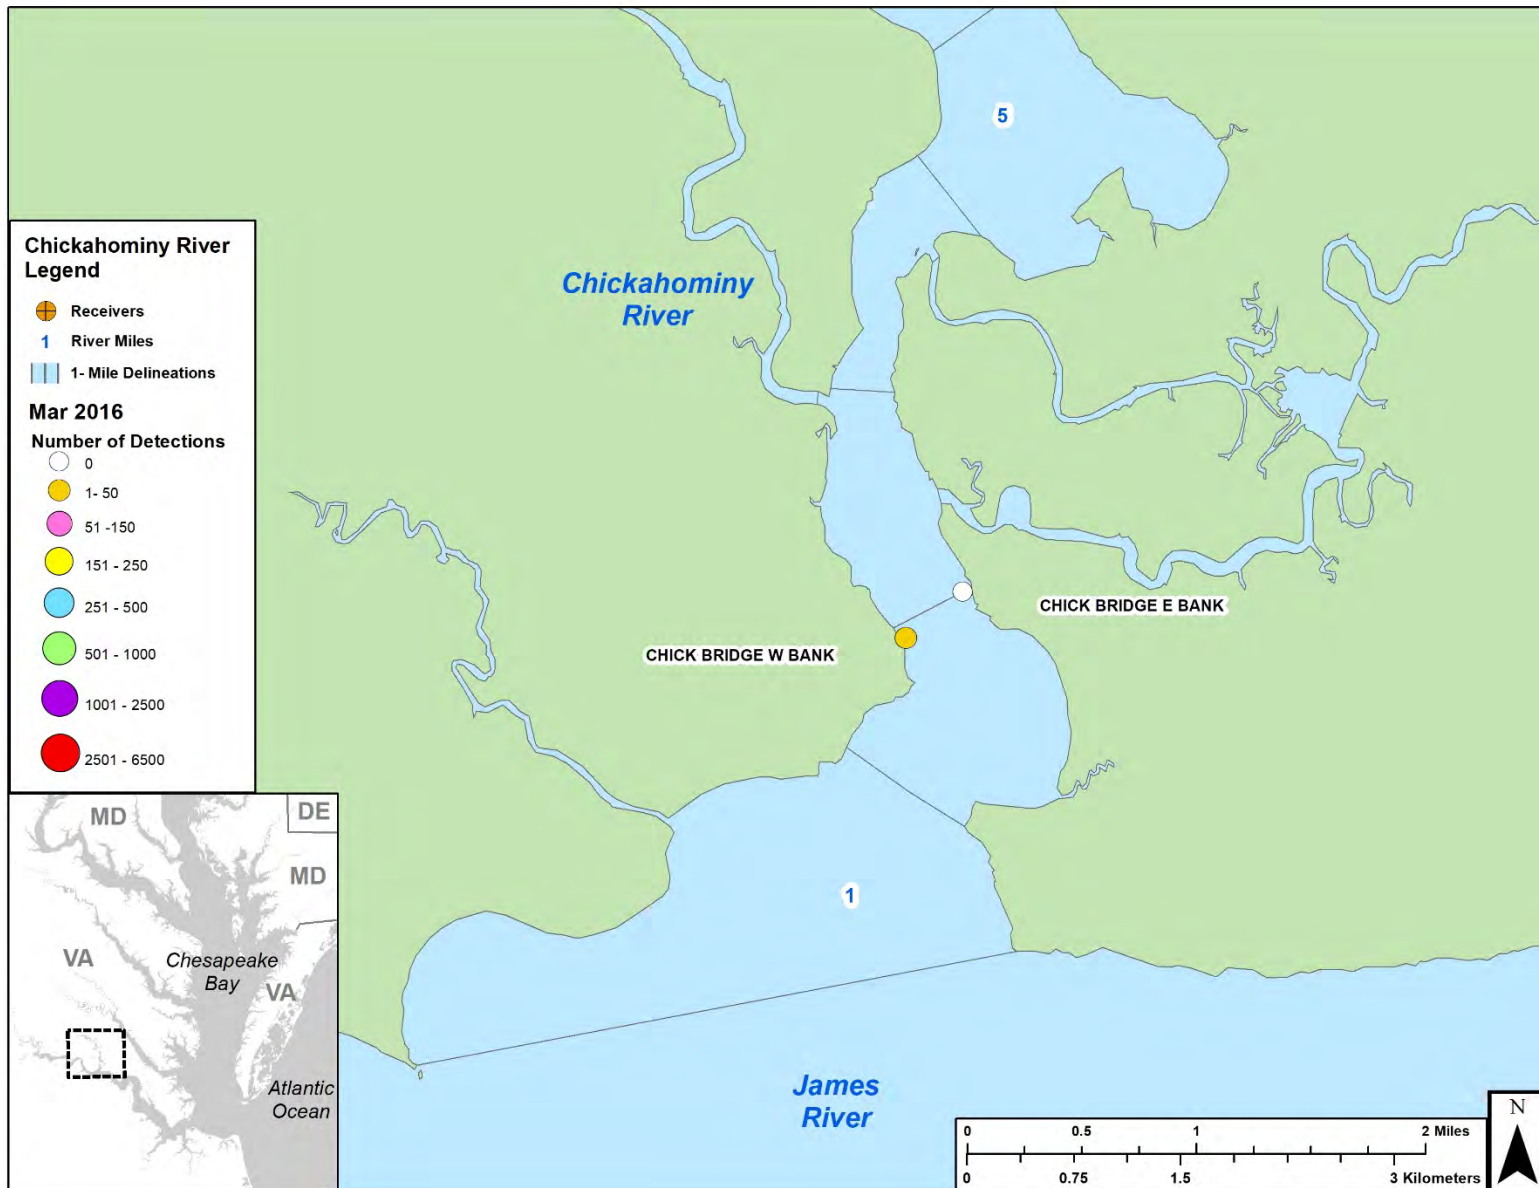 5
Chickahominy
River
Chickahominy River
Legend
Receivers
1 River Miles
1- Mile Delineations
Mar 2016
Number of Detections
0
1- 50
51 -150
151 - 250
251 - 500
501 - 1000
1001 - 2500
2501 - 6500
CHICK BRIDGE E BANK
CHICK BRIDGE W BANK
1
James
River
MD
DE
MD
VA
Chesapeake
Bay
VA
Atlantic
Ocean
0 0.5 1 2 Miles
0 0.75 1.5 3 Kilometers
N